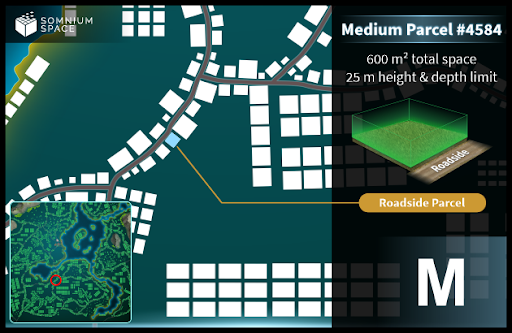 SOMNIUM
SPACE
Medium Parcel #4584
600 m² total space
25 m height & depth limit
Roadside
Roadside Parcel
M